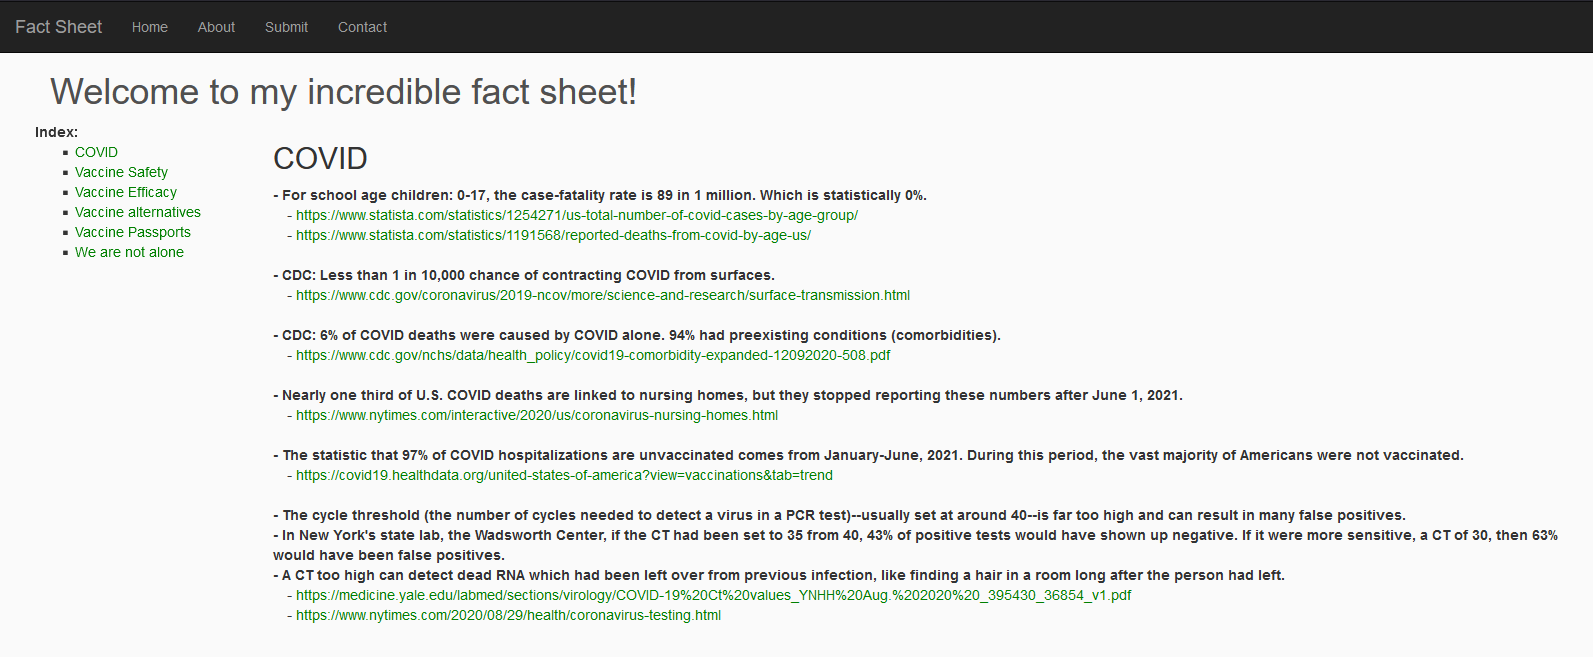 Fact Sheet Home About Submit Contact
Welcome to my incredible fact sheet!
Index:
COVID
Vaccine Safety
Vaccine Efficacy
Vaccine alternatives
Vaccine Passports
We are not alone
COVID
- For school age children: 0-17, the case-fatality rate is 89 in 1 million. Which is statistically 0%.
- https://www.statista.com/statistics/1254271/us-total-number-of-covid-cases-by-age-group/
- https://www.statista.com/statistics/1191568/reported-deaths-from-covid-by-age-us/
- CDC: Less than 1 in 10,000 chance of contracting COVID from surfaces.
- https://www.cdc.gov/coronavirus/2019-ncov/more/science-and-research/surface-transmission.html
- CDC: 6% of COVID deaths were caused by COVID alone. 94% had preexisting conditions (comorbidities).
- https://www.cdc.gov/nchs/data/health_policy/covid19-comorbidity-expanded-12092020-508.pdf
- Nearly one third of U.S. COVID deaths are linked to nursing homes, but they stopped reporting these numbers after June 1, 2021.
- https://www.nytimes.com/interactive/2020/us/coronavirus-nursing-homes.html
- The statistic that 97% of COVID hospitalizations are unvaccinated comes from January-June, 2021. During this period, the vast majority of Americans were not vaccinated.
- https://covid19.healthdata.org/united-states-of-america?view=vaccinations&tab=trend
- The cycle threshold (the number of cycles needed to detect a virus in a PCR test)--usually set at around 40--is far too high and can result in many false positives.
- In New York's state lab, the Wadsworth Center, if the CT had been set to 35 from 40, 43% of positive tests would have shown up negative. If it were more sensitive, a CT of 30, then 63%
would have been false positives.
- A CT too high can detect dead RNA which had been left over from previous infection, like finding a hair in a room long after the person had left.
- https://medicine.yale.edu/labmed/sections/virology/COVID-19%20Ct%20values_YNHH%20Aug.%202020%20_395430_36854_v1.pdf
- https://www.nytimes.com/2020/08/29/health/coronavirus-testing.html